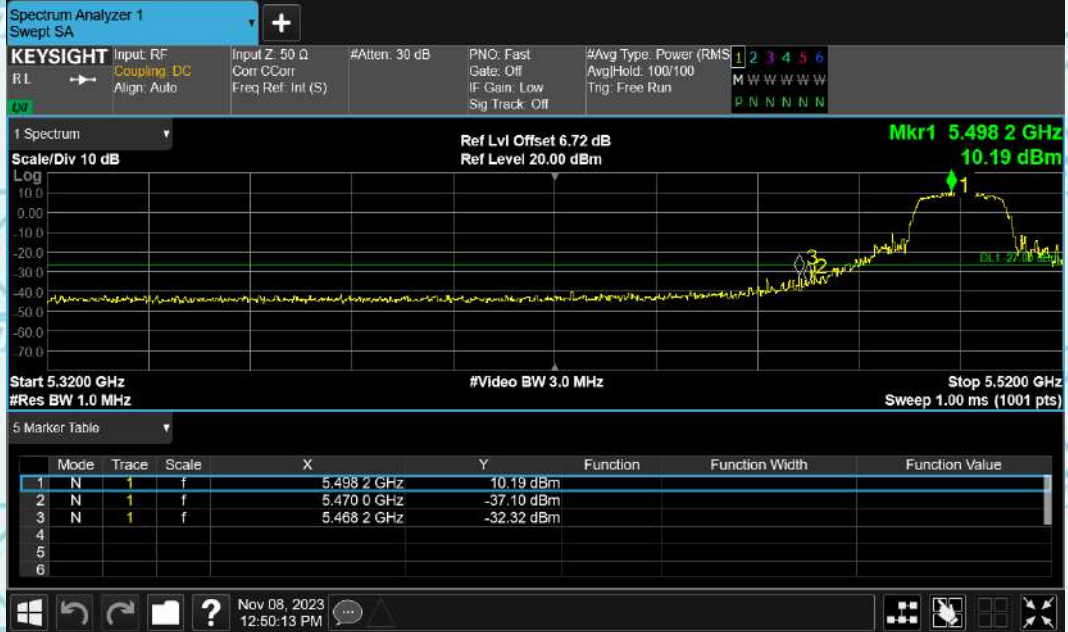 Spectrum Analyzer 1
Swept SA
+
KEYSIGHT
RL
LXI
Input: RF
Coupling: DC
Align: Auto
Input Z: 50 Ω
Corr CCorr
Freq Ref: Int (S)
#Atten: 30 dB
PNO: Fast
Gate: Off
IF Gain: Low
Sig Track: Off
#Avg Type: Power (RMS
Avg|Hold: 100/100
Trig: Free Run
1 2 3 4 5 6
M W W W W W
P N N N N N
1 Spectrum
Ref Lvl Offset 6.72 dB
Mkr1 5.498 2 GHz
Scale/Div 10 dB
Ref Level 20.00 dBm
10.19 dBm
Log
10.0
0.00
-10.0
-20.0
-30.0
-40.0
-50.0
-60.0
-70.0
1
3
2
Start 5.3200 GHz
#Video BW 3.0 MHz
Stop 5.5200 GHz
#Res BW 1.0 MHz
Sweep 1.00 ms (1001 pts)
5 Marker Table
Mode Trace Scale X Y Function Function Width Function Value
1 N 1 f 5.498 2 GHz 10.19 dBm
2 N 1 f 5.470 0 GHz -37.10 dBm
3 N 1 f 5.468 2 GHz -32.32 dBm
4
5
6
?
Nov 08, 2023
12:50:13 PM